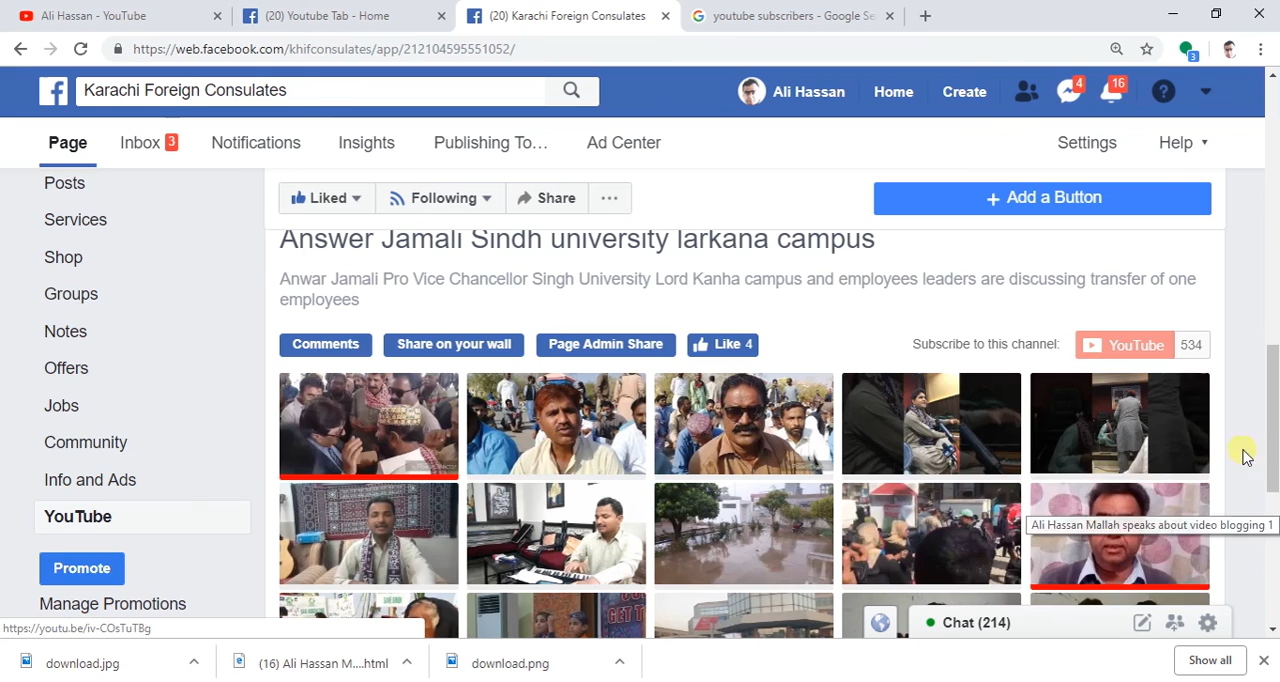 Ali Hassan - YouTube
(20) Youtube Tab - Home
(20) Karachi Foreign Consulates
youtube subscribers - Google Se
https://web.facebook.com/khifconsulates/app/212104595551052/
3
Karachi Foreign Consulates
Ali Hassan
Home
Create
4
16
Page
Inbox 3
Notifications
Insights
Publishing To…
Ad Center
Settings
Help
Posts
Services
Shop
Groups
Notes
Offers
Jobs
Community
Info and Ads
YouTube
Promote
Manage Promotions
Liked
Following
Share
+ Add a Button
Answer Jamali Sindh university larkana campus
Anwar Jamali Pro Vice Chancellor Singh University Lord Kanha campus and employees leaders are discussing transfer of one
employees
Comments
Share on your wall
Page Admin Share
Like 4
Subscribe to this channel:
YouTube
534
Ali Hassan Mallah speaks about video blogging 1
https://youtu.be/iv-COsTuTBg
Chat (214)
download.jpg
(16) Ali Hassan M....html
download.png
Show all